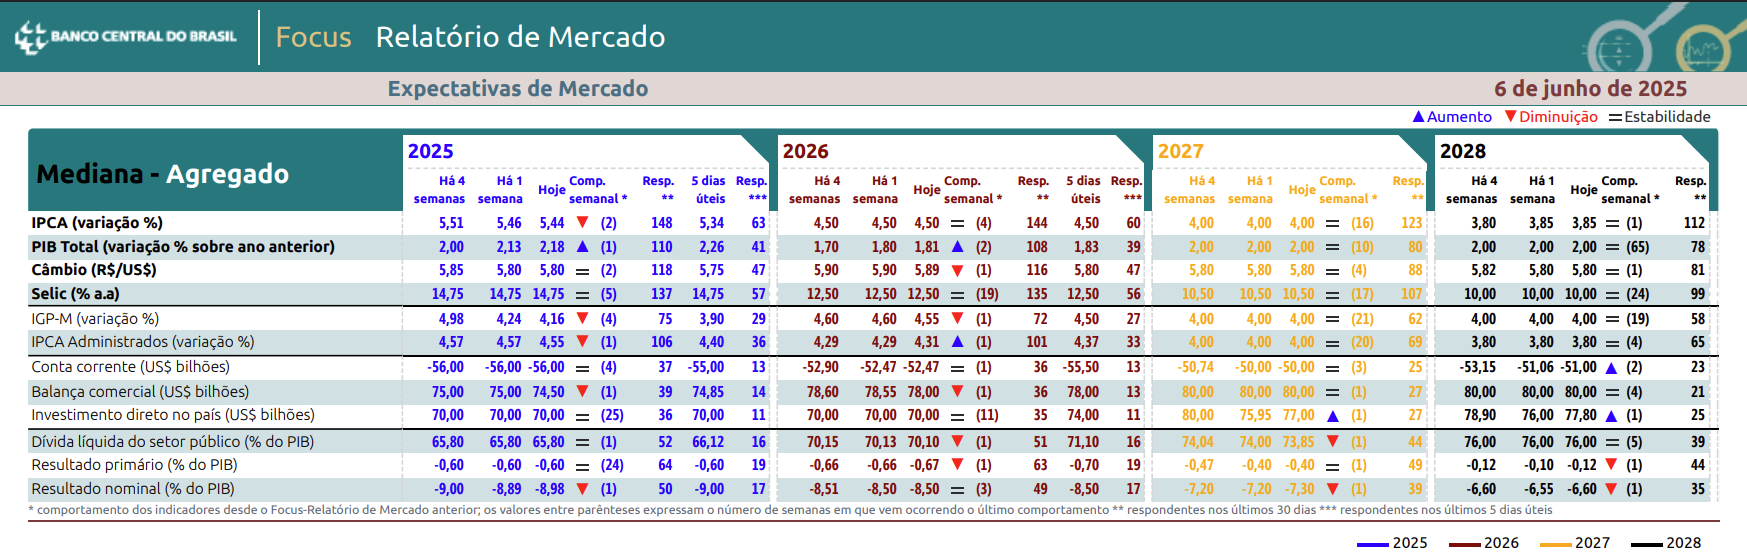 BANCO CENTRAL DO BRASIL Focus Relatório de Mercado
Expectativas de Mercado 6 de junho de 2025
▲Aumento ▼Diminuição =Estabilidade
Mediana - Agregado
2025 2026 2027 2028
Há 4 semanas Há 1 semana Hoje Comp. semanal * Resp. ** 5 dias úteis Resp. *** Há 4 semanas Há 1 semana Hoje Comp. semanal * Resp. ** 5 dias úteis Resp. *** Há 4 semanas Há 1 semana Hoje Comp. semanal * Resp. ** Há 4 semanas Há 1 semana Hoje Comp. semanal * Resp. **
IPCA (variação %) 5,51 5,46 5,44 ▼ (2) 148 5,34 63 4,50 4,50 4,50 = (4) 144 4,50 60 4,00 4,00 4,00 = (16) 123 3,80 3,85 3,85 = (1) 112
PIB Total (variação % sobre ano anterior) 2,00 2,13 2,18 ▲ (1) 110 2,26 41 1,70 1,80 1,81 ▲ (2) 108 1,83 39 2,00 2,00 2,00 = (10) 80 2,00 2,00 2,00 = (65) 78
Câmbio (R$/US$) 5,85 5,80 5,80 = (2) 118 5,75 47 5,90 5,90 5,89 ▼ (1) 116 5,80 47 5,80 5,80 5,80 = (4) 88 5,82 5,80 5,80 = (1) 81
Selic (% a.a) 14,75 14,75 14,75 = (5) 137 14,75 57 12,50 12,50 12,50 = (19) 135 12,50 56 10,50 10,50 10,50 = (17) 107 10,00 10,00 10,00 = (24) 99
IGP-M (variação %) 4,98 4,24 4,16 ▼ (4) 75 3,90 29 4,60 4,60 4,55 ▼ (1) 72 4,50 27 4,00 4,00 4,00 = (21) 62 4,00 4,00 4,00 = (19) 58
IPCA Administrados (variação %) 4,57 4,57 4,55 ▼ (1) 106 4,40 36 4,29 4,29 4,31 ▲ (1) 101 4,37 33 4,00 4,00 4,00 = (20) 69 3,80 3,80 3,80 = (4) 65
Conta corrente (US$ bilhões) -56,00 -56,00 -56,00 = (4) 37 -55,00 13 -52,90 -52,47 -52,47 = (2) 36 -55,50 13 -50,74 -50,00 -50,00 = (3) 25 -53,15 -51,06 -51,00 ▲ (2) 23
Balança comercial (US$ bilhões) 75,00 75,00 74,50 ▼ (1) 39 74,85 14 78,60 78,55 78,00 ▼ (1) 36 78,00 13 80,00 80,00 80,00 = (1) 27 80,00 80,00 80,00 = (4) 21
Investimento direto no país (US$ bilhões) 70,00 70,00 70,00 = (25) 36 70,00 11 70,00 70,00 70,00 = (11) 35 74,00 11 80,00 75,95 77,00 ▲ (1) 27 78,90 76,00 77,80 ▲ (1) 25
Dívida líquida do setor público (% do PIB) 65,80 65,80 65,80 = (1) 52 66,12 16 70,15 70,13 70,10 ▼ (1) 51 71,10 16 74,04 74,00 73,85 ▼ (1) 44 76,00 76,00 76,00 = (5) 39
Resultado primário (% do PIB) -0,60 -0,60 -0,60 = (24) 64 -0,60 19 -0,66 -0,66 -0,67 ▼ (1) 63 -0,70 19 -0,47 -0,40 -0,40 = (1) 49 -0,12 -0,10 -0,12 ▼ (1) 44
Resultado nominal (% do PIB) -9,00 -8,89 -8,98 ▼ (1) 50 -9,00 17 -8,51 -8,50 -8,50 = (3) 49 -8,50 17 -7,20 -7,20 -7,30 ▼ (1) 39 -6,60 -6,55 -6,60 ▼ (1) 35
* comportamento dos indicadores desde o Focus-Relatório de Mercado anterior; os valores entre parênteses expressam o número de semanas em que vem ocorrendo o último comportamento ** respondentes nos últimos 30 dias *** respondentes nos últimos 5 dias úteis
2025 2026 2027 2028